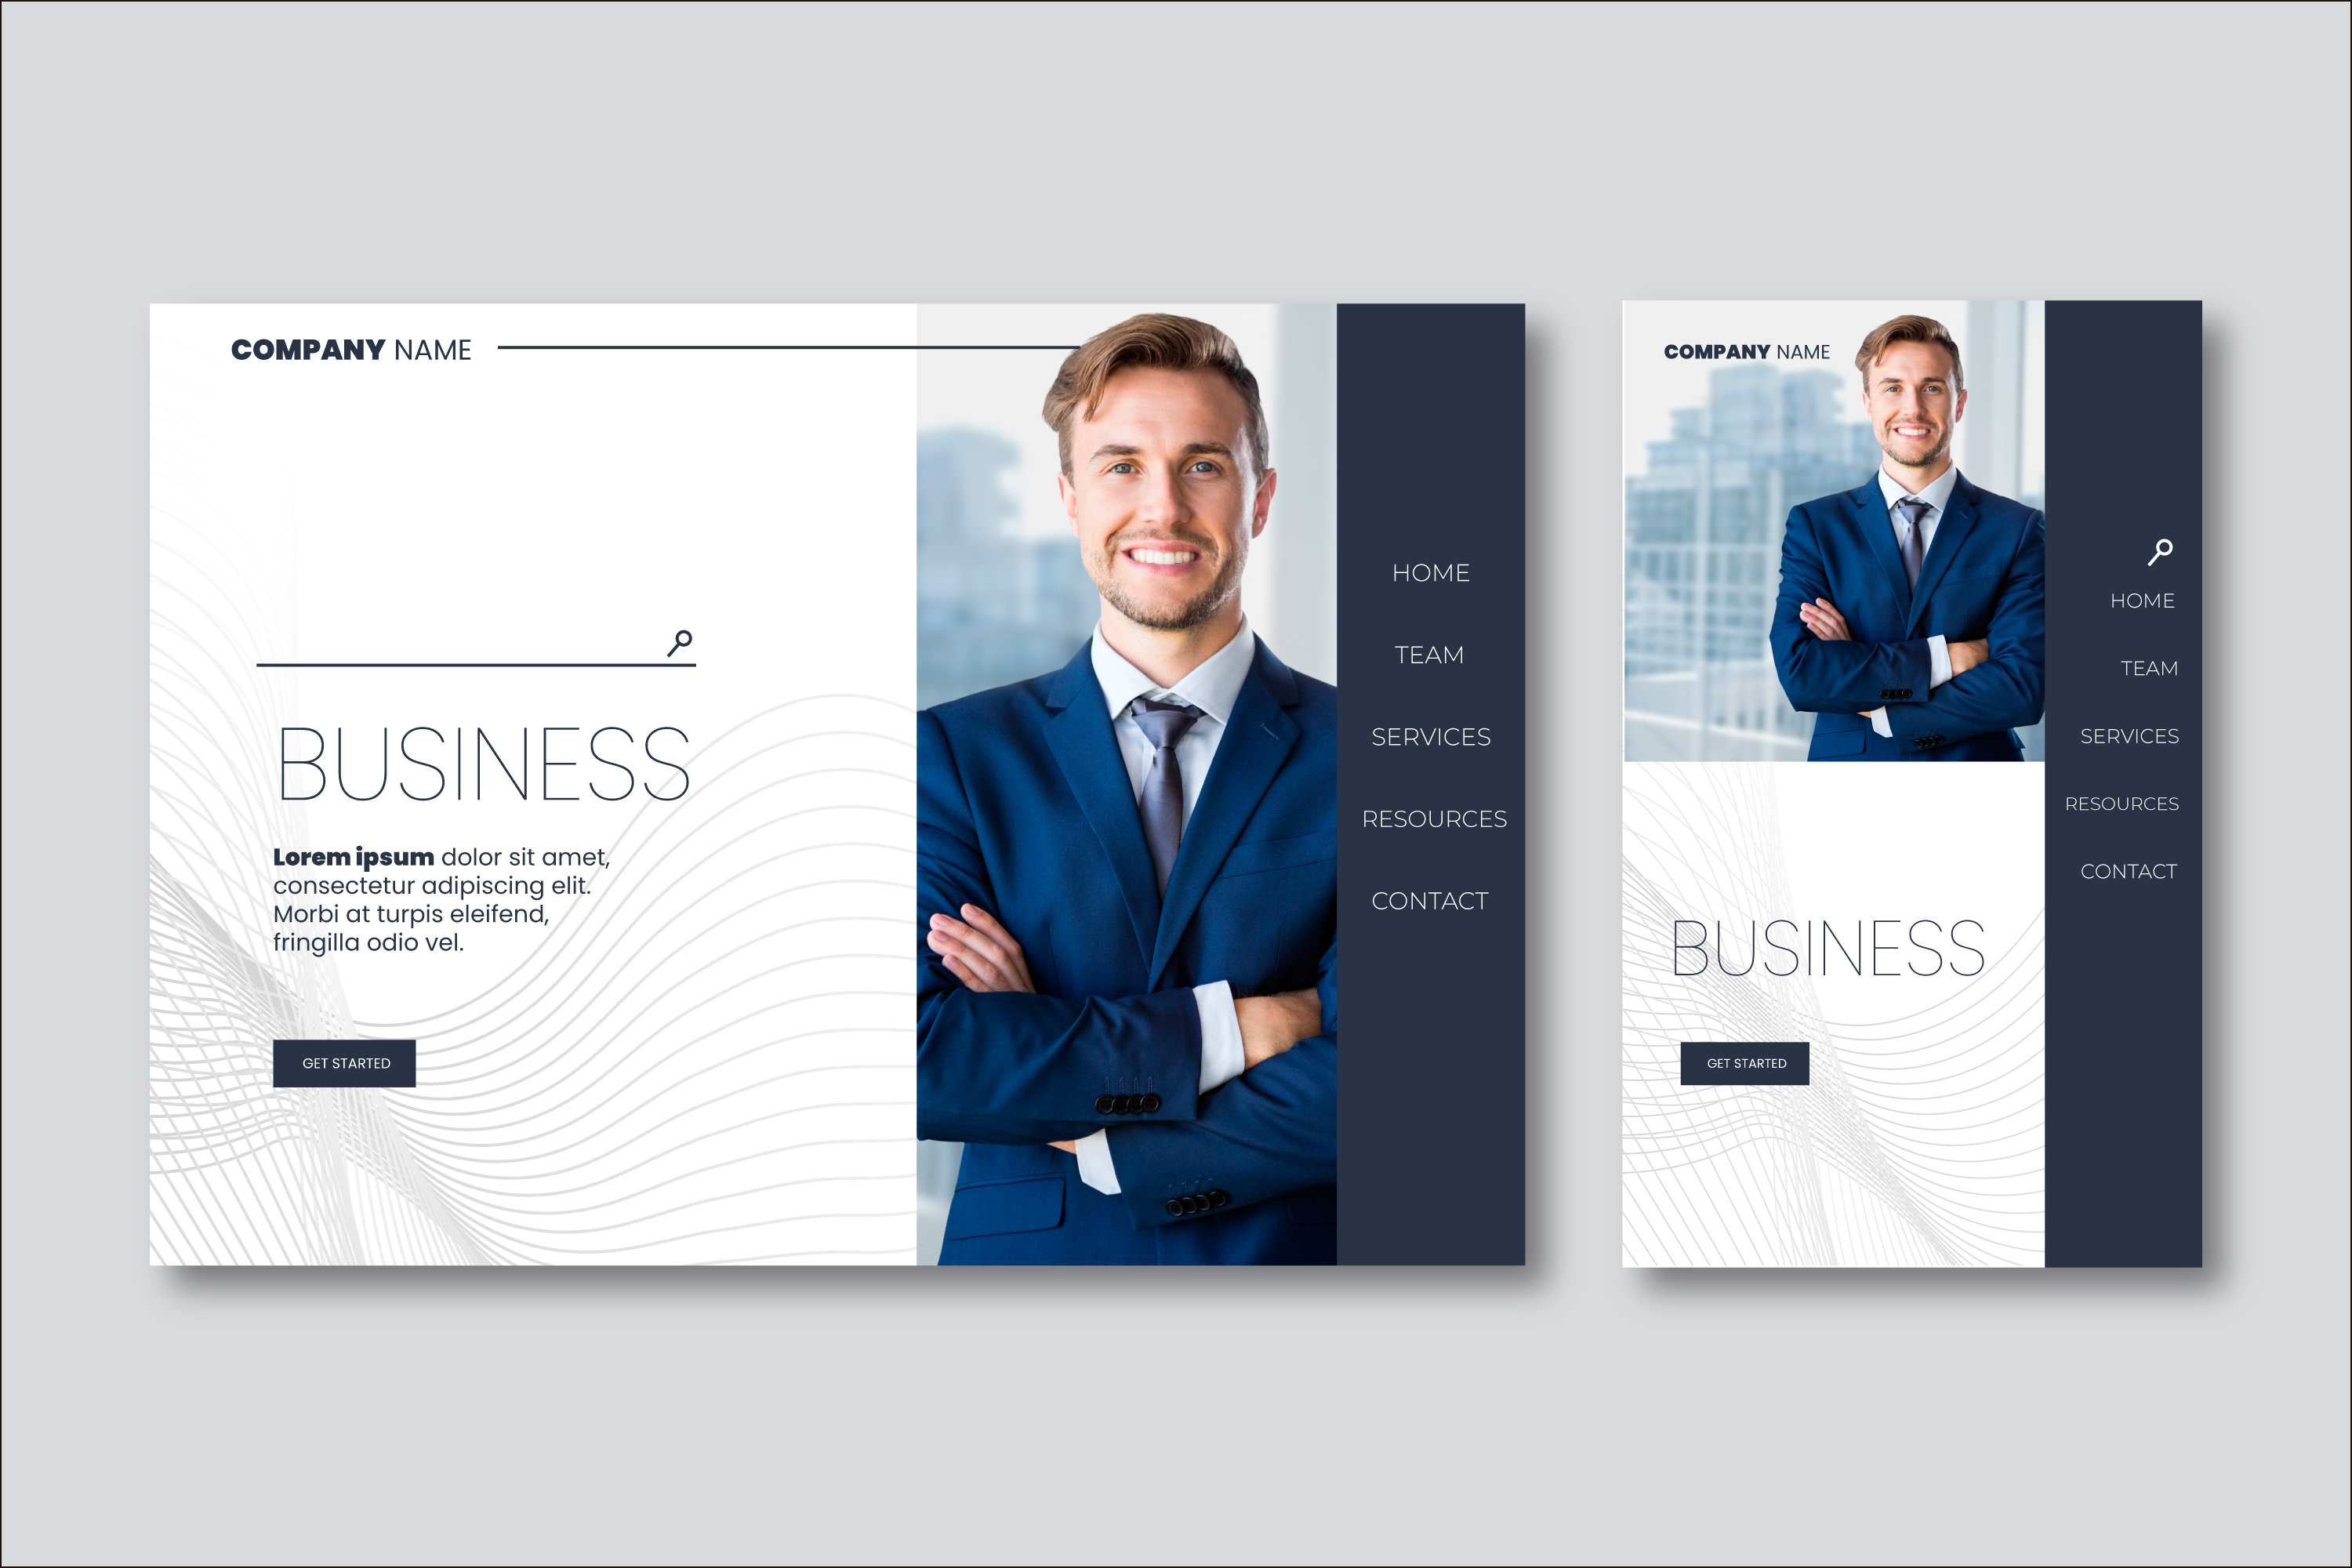 COMPANY NAME
BUSINESS
Lorem ipsum dolor sit amet,
consectetur adipiscing elit.
Morbi at turpis eleifend,
fringilla odio vel.
GET STARTED
HOME
TEAM
SERVICES
RESOURCES
CONTACT
COMPANY NAME
HOME
TEAM
SERVICES
RESOURCES
CONTACT
BUSINESS
GET STARTED